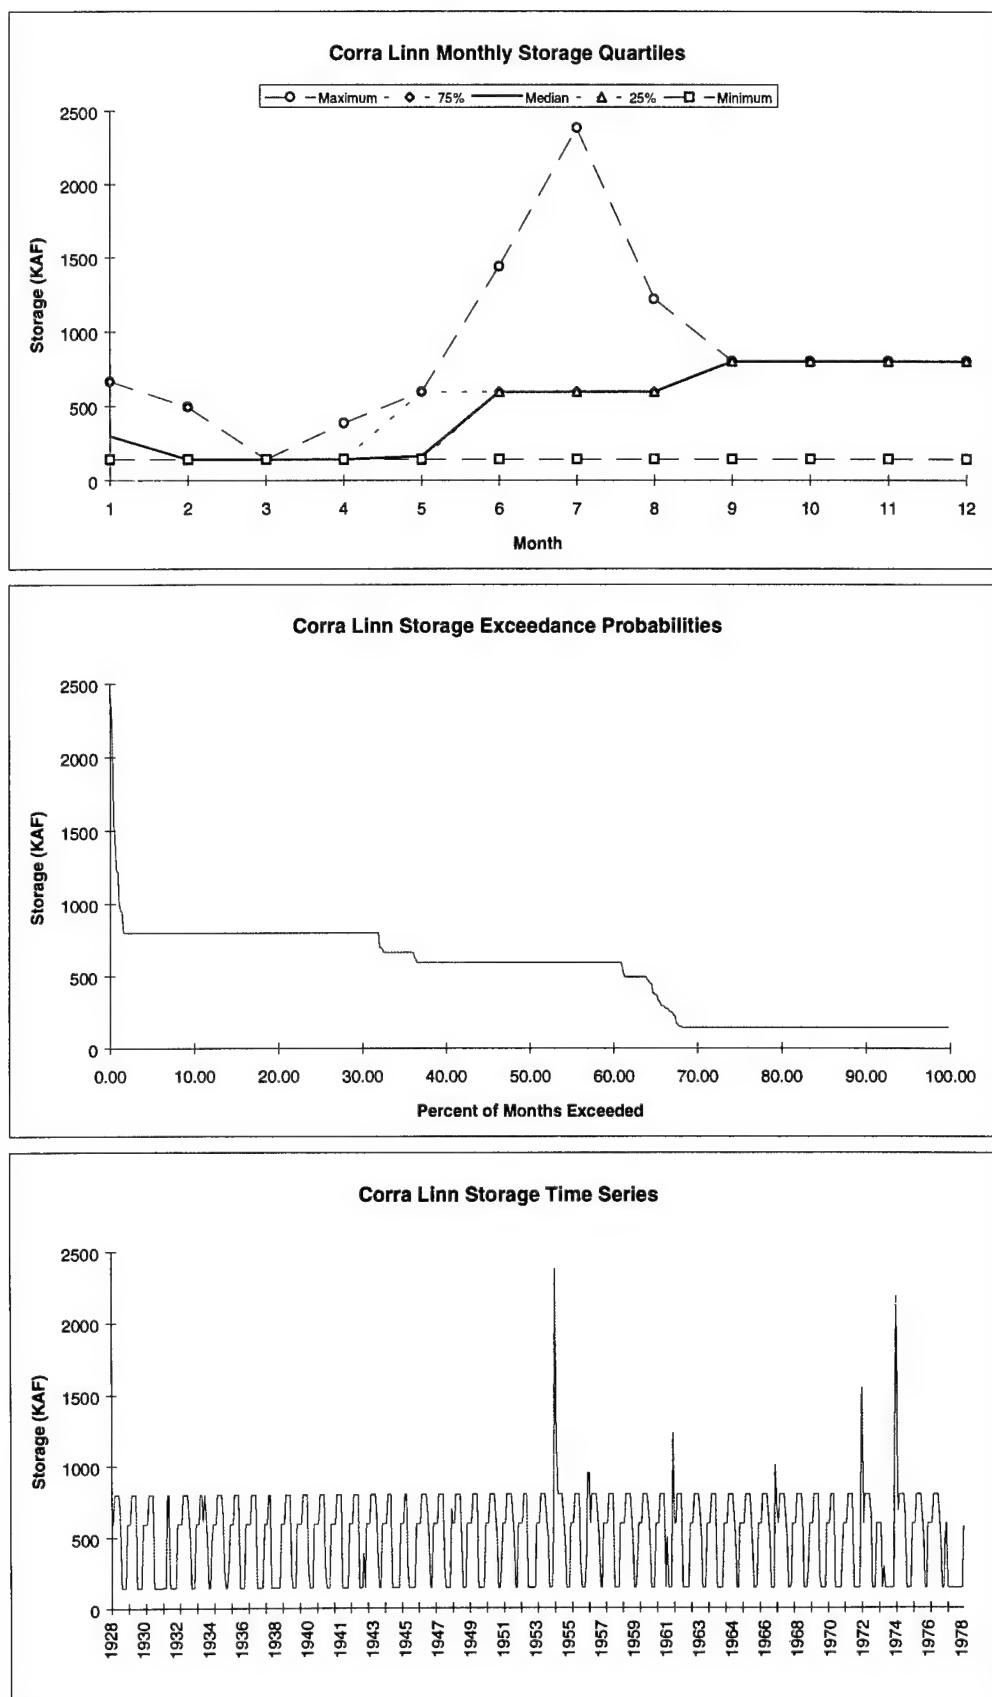 Corra Linn Monthly Storage Quartiles
Maximum 75% Median 25% Minimum
2500
2000
1500
1000
500
0
Storage (KAF)
1 2 3 4 5 6 7 8 9 10 11 12
Month
Corra Linn Storage Exceedance Probabilities
2500
2000
1500
1000
500
0
Storage (KAF)
0.00 10.00 20.00 30.00 40.00 50.00 60.00 70.00 80.00 90.00 100.00
Percent of Months Exceeded
Corra Linn Storage Time Series
2500
2000
1500
1000
500
0
Storage (KAF)
1928 1930 1932 1934 1936 1938 1940 1941 1943 1945 1947 1949 1951 1953 1955 1957 1959 1961 1963 1964 1966 1968 1970 1972 1974 1976 1978